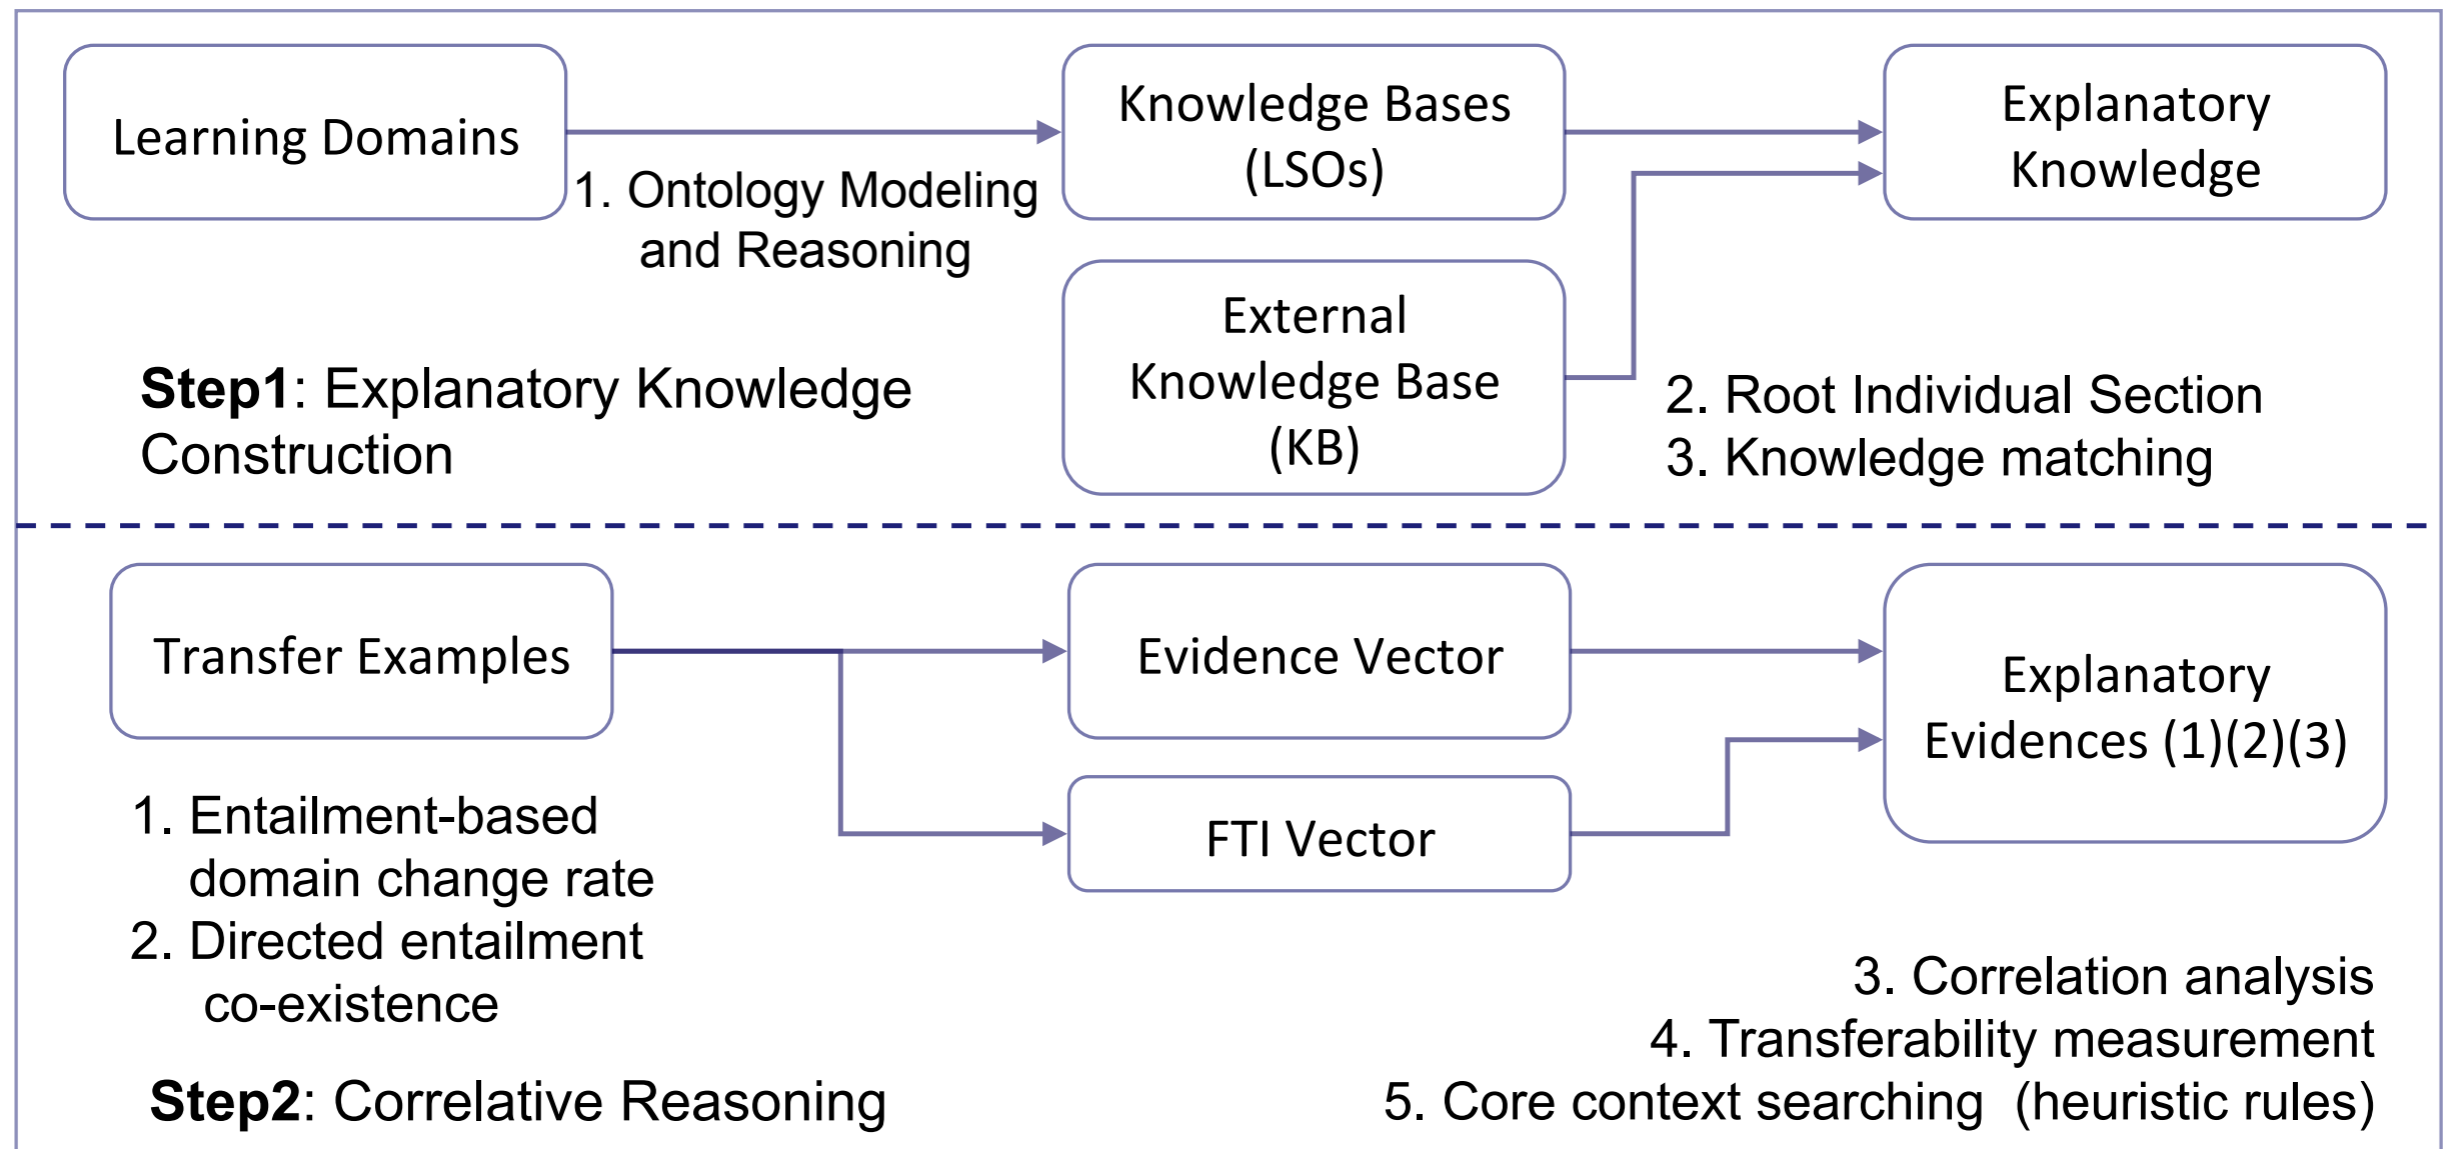 Learning Domains
1. Ontology Modeling
and Reasoning
Knowledge Bases
(LSOs)
Explanatory
Knowledge
External
Knowledge Base
(KB)
Step1: Explanatory Knowledge
Construction
2. Root Individual Section
3. Knowledge matching
Transfer Examples
Evidence Vector
FTI Vector
Explanatory
Evidences (1)(2)(3)
1. Entailment-based
domain change rate
2. Directed entailment
co-existence
3. Correlation analysis
4. Transferability measurement
5. Core context searching (heuristic rules)
Step2: Correlative Reasoning